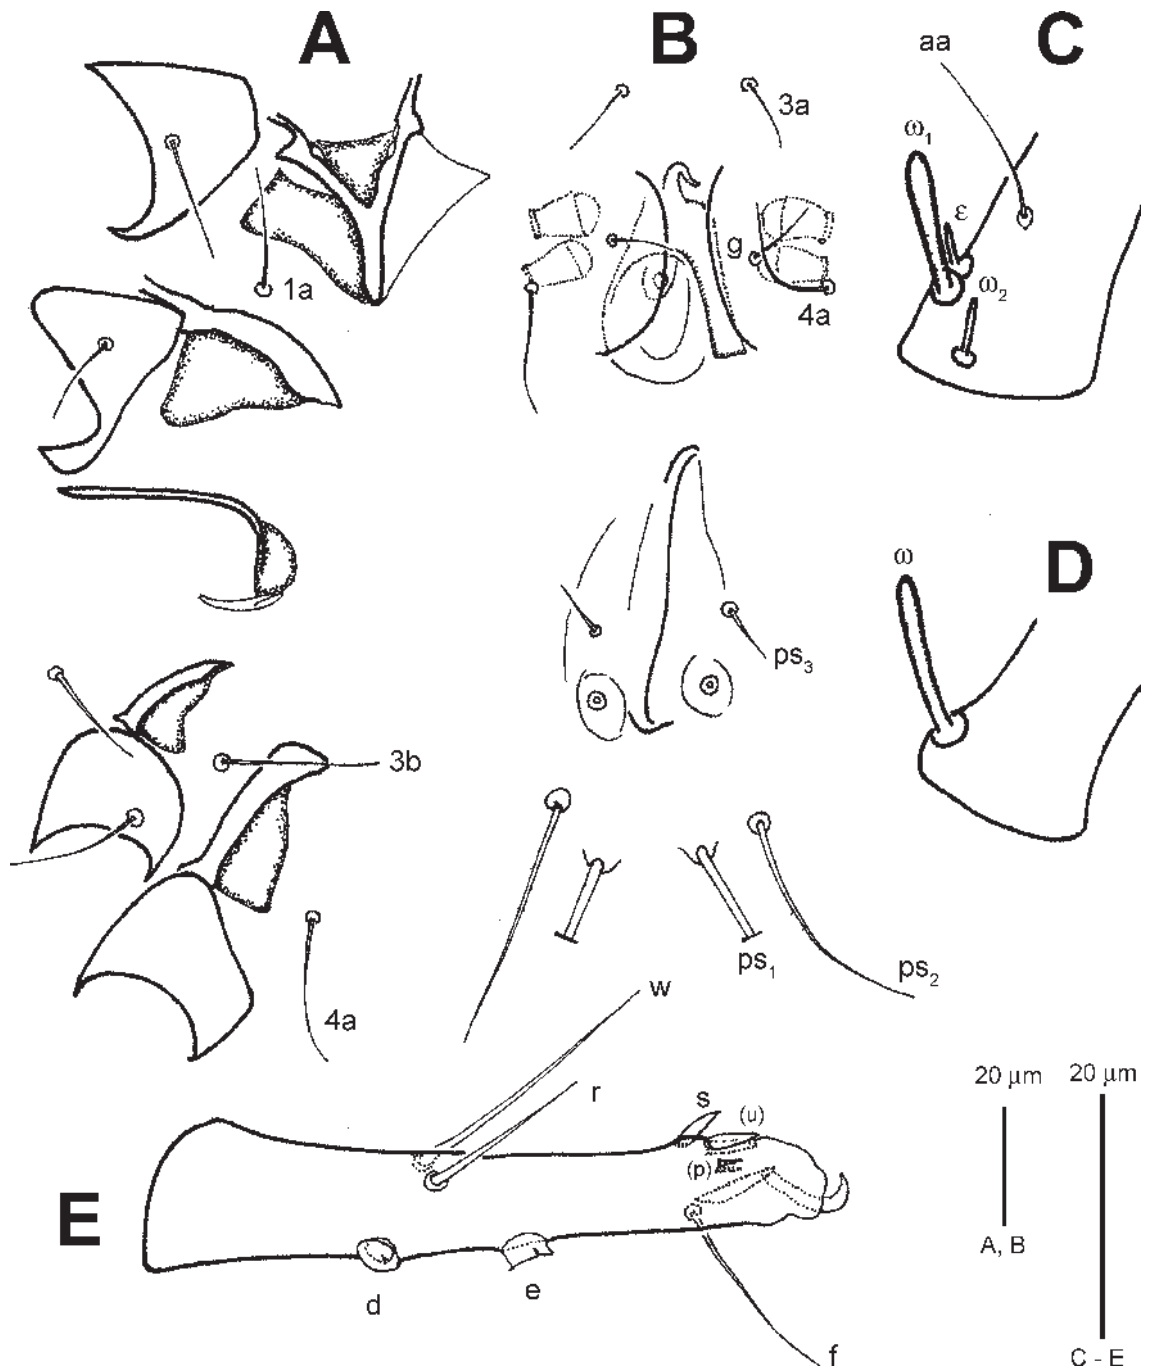 A
B
C
aa
3a
ω₁
ε
g
1a
ω₂
4a
D
ω
ps₃
3b
ps₁
ps₂
4a
w
r
s
(u)
(p)
20 µm
20 µm
E
A, B
d
e
f
C - E